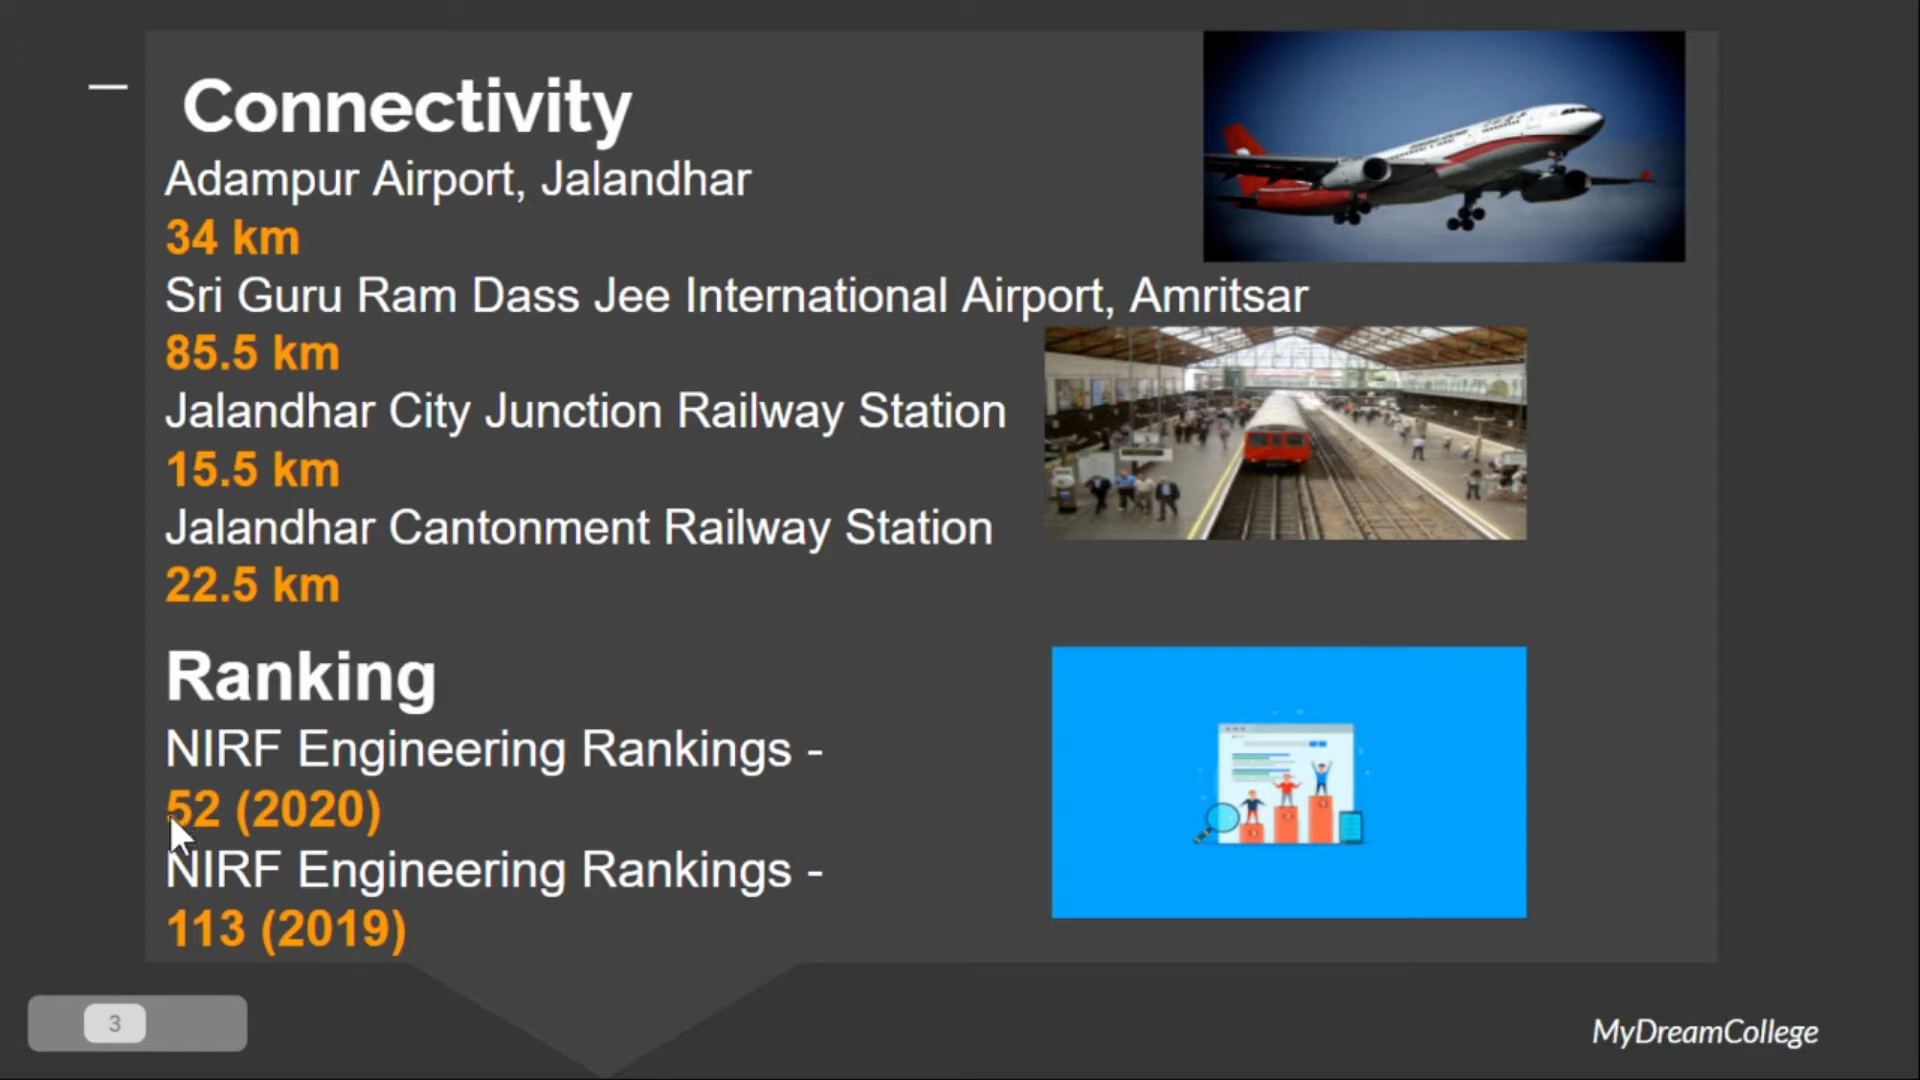 Connectivity
Adampur Airport, Jalandhar
34 km
Sri Guru Ram Dass Jee International Airport, Amritsar
85.5 km
Jalandhar City Junction Railway Station
15.5 km
Jalandhar Cantonment Railway Station
22.5 km
Ranking
NIRF Engineering Rankings -
52 (2020)
NIRF Engineering Rankings -
113 (2019)
3
MyDreamCollege